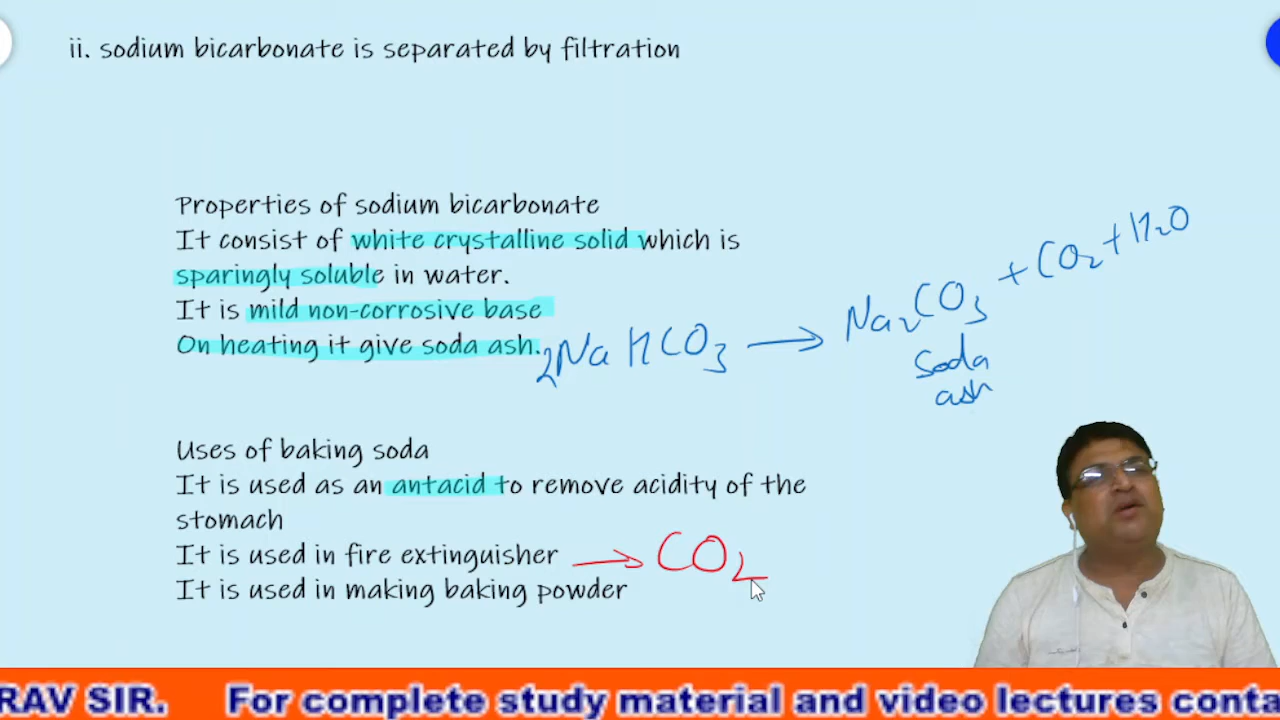 ii. sodium bicarbonate is separated by filtration
Properties of sodium bicarbonate
It consist of white crystalline solid which is
sparingly soluble in water.
It is mild non-corrosive base
On heating it give soda ash.
2NaHCO3 → Na2CO3 + CO2 + H2O
Soda
ash
Uses of baking soda
It is used as an antacid to remove acidity of the
stomach
It is used in fire extinguisher → CO2
It is used in making baking powder
RAV SIR. For complete study material and video lectures conta